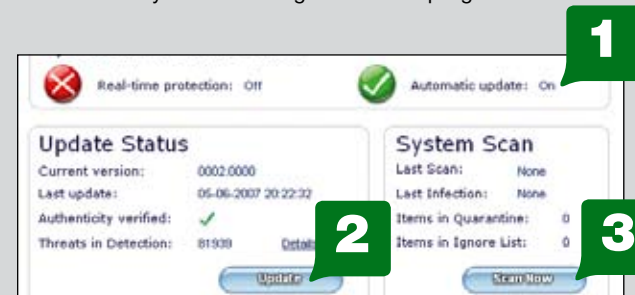 1
Real-time protection: Off
Automatic update: On
Update Status
Current version: 0002.0000
Last update: 05-06-2007 20:22:32
Authenticity verified:
Threats in Detection: 81939 Details
Update
2
System Scan
Last Scan: None
Last Infection: None
Items in Quarantine: 0
Items in Ignore List: 0
Scan Now
3